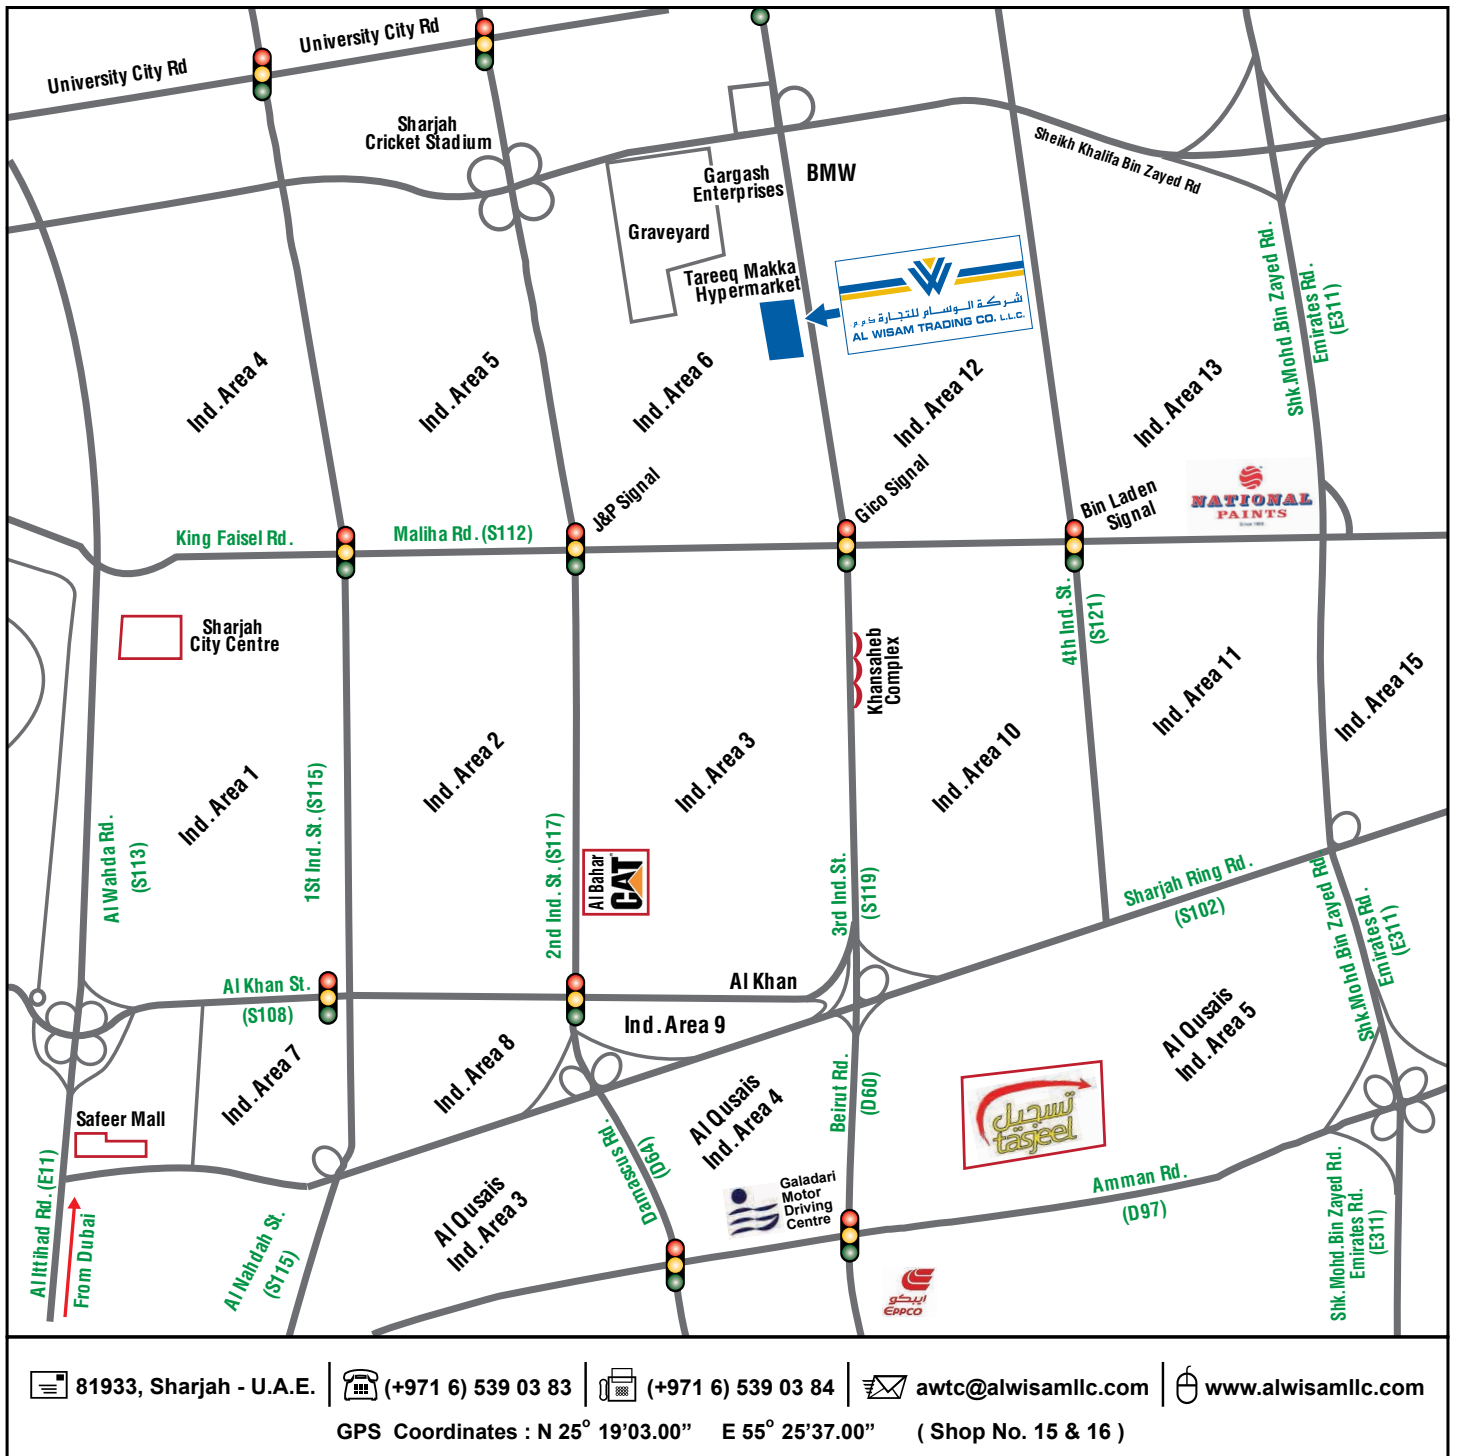 University City Rd
University City Rd
Sharjah
Cricket Stadium
Sheikh Khalifa Bin Zayed Rd
Gargash
Enterprises
BMW
Graveyard
Tareeq Makka
Hypermarket
شركة الوسام للتجارة ذ.م.م
AL WISAM TRADING CO. L.L.C.
Shk.Mohd.Bin Zayed Rd.
Emirates Rd.
(E311)
Ind. Area 4
Ind. Area 5
Ind. Area 6
Ind. Area 12
Ind. Area 13
J&P Signal
Gico Signal
Bin Laden
Signal
NATIONAL
PAINTS
King Faisel Rd.
Maliha Rd. (S112)
4th Ind. St.
(S121)
Sharjah
City Centre
Khansaheb
Complex
Ind. Area 1
Ind. Area 2
Ind. Area 3
Ind. Area 10
Ind. Area 11
Ind. Area 15
Al Wahda Rd.
(S113)
1St Ind. St. (S115)
2nd Ind. St. (S117)
Al Bahar
CAT
3rd Ind. St.
(S119)
Sharjah Ring Rd.
(S102)
Shk.Mohd.Bin Zayed Rd.
Emirates Rd.
(E311)
Al Khan St.
(S108)
Al Khan
Ind. Area 9
Ind. Area 7
Ind. Area 8
Al Qusais
Ind. Area 4
Beirut Rd.
(D60)
Al Qusais
Ind. Area 5
تسجيل
tasjeel
Safeer Mall
Al Ittihad Rd. (E11)
From Dubai
Al Nahdah St.
(S115)
Al Qusais
Ind. Area 3
Damascus Rd.
(D64)
Galadari
Motor
Driving
Centre
Amman Rd.
(D97)
Shk.Mohd.Bin Zayed Rd.
Emirates Rd.
(E311)
ايبكو
EPPCO
81933, Sharjah - U.A.E.
(+971 6) 539 03 83
(+971 6) 539 03 84
awtc@alwisamllc.com
www.alwisamllc.com
GPS Coordinates : N 25° 19'03.00” E 55° 25'37.00” ( Shop No. 15 & 16 )